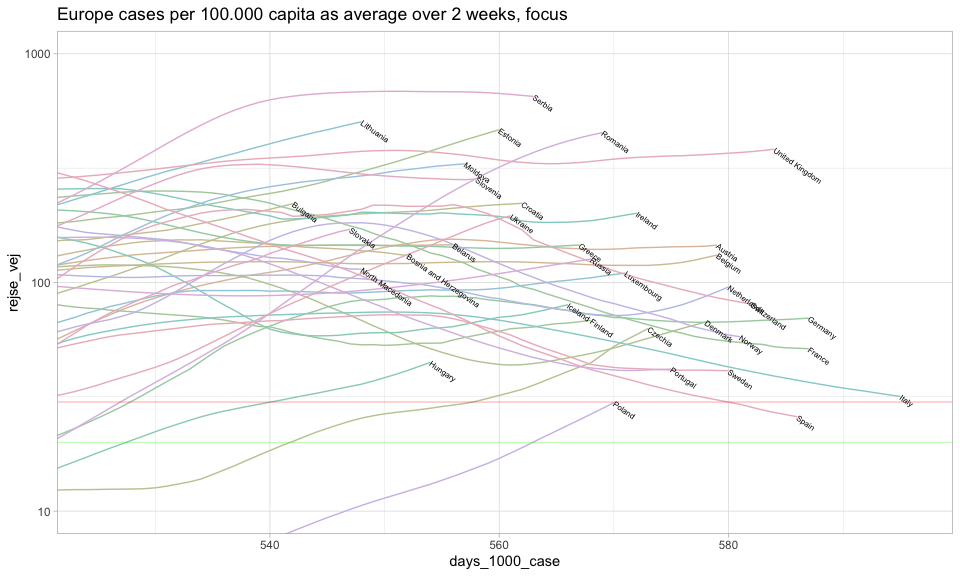 Europe cases per 100.000 capita as average over 2 weeks, focus
1000
Serbia
Lithuania
Estonia
Romania
United Kingdom
Moldova
Slovenia
Bulgaria
Croatia
Ukraine
Ireland
Slovakia
Belarus
Greece
Austria
Belgium
Bosnia and Herzegovina
Russia
North Macedonia
Luxembourg
100
Iceland
Finland
Denmark
Germany
Czechia
Norway
France
Hungary
Portugal
Sweden
Italy
Poland
Spain
10
rejse_vej
540
560
580
days_1000_case